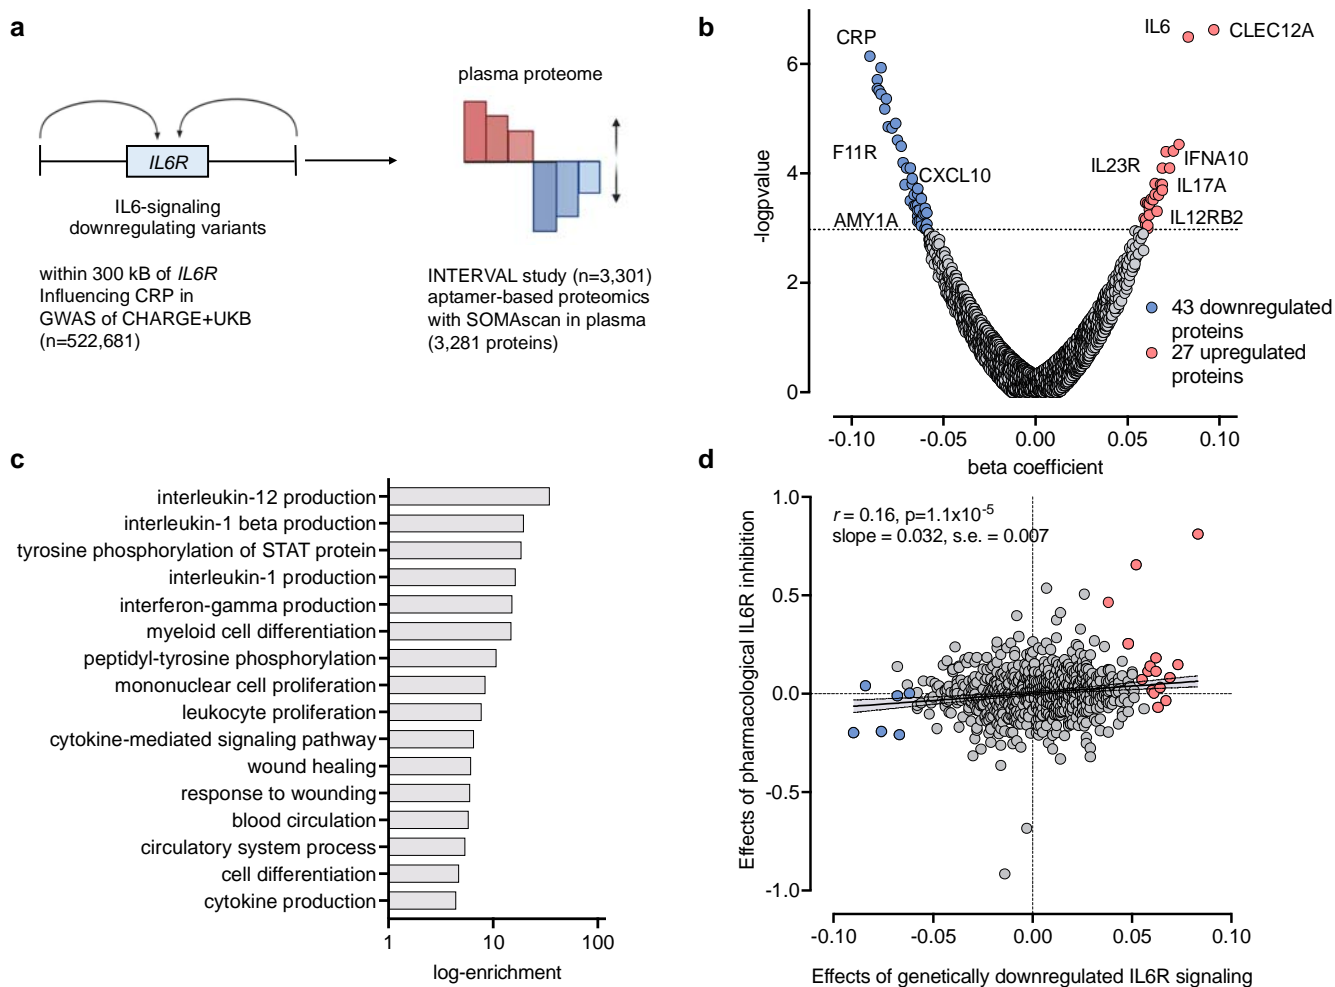 a
plasma proteome
IL6R
IL6-signaling
downregulating variants
within 300 kB of IL6R
Influencing CRP in
GWAS of CHARGE+UKB
(n=522,681)
INTERVAL study (n=3,301)
aptamer-based proteomics
with SOMAscan in plasma
(3,281 proteins)
b
-logpvalue
6
4
2
0
CRP
IL6
CLEC12A
F11R
CXCL10
AMY1A
IL23R
IFNA10
IL17A
IL12RB2
43 downregulated
proteins
27 upregulated
proteins
-0.10
-0.05
0.00
0.05
0.10
beta coefficient
c
interleukin-12 production
interleukin-1 beta production
tyrosine phosphorylation of STAT protein
interleukin-1 production
interferon-gamma production
myeloid cell differentiation
peptidyl-tyrosine phosphorylation
mononuclear cell proliferation
leukocyte proliferation
cytokine-mediated signaling pathway
wound healing
response to wounding
blood circulation
circulatory system process
cell differentiation
cytokine production
1
10
100
log-enrichment
d
Effects of pharmacological IL6R inhibition
1.0
0.5
0.0
-0.5
-1.0
r = 0.16, p=1.1x10-5
slope = 0.032, s.e. = 0.007
-0.10
-0.05
0.00
0.05
0.10
Effects of genetically downregulated IL6R signaling